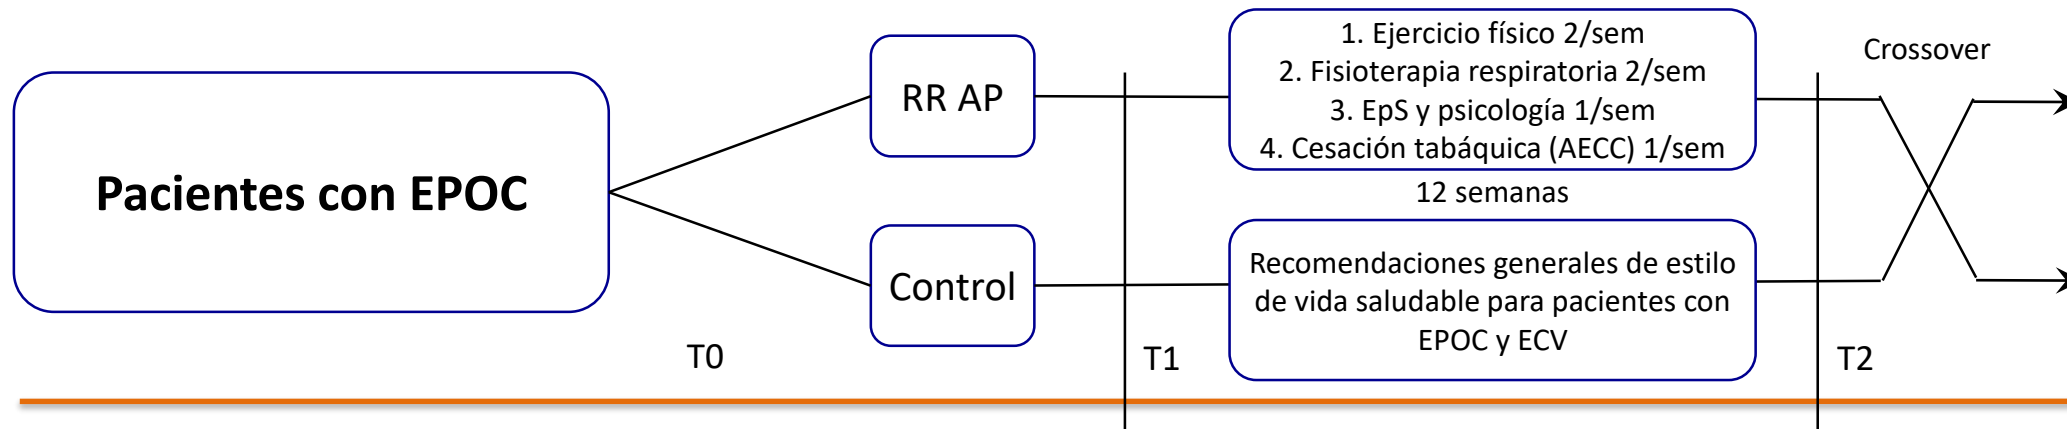 Pacientes con EPOC
T0
RR AP
Control
T1
1. Ejercicio físico 2/sem
2. Fisioterapia respiratoria 2/sem
3. EpS y psicología 1/sem
4. Cesación tabáquica (AECC) 1/sem
12 semanas
Recomendaciones generales de estilo
de vida saludable para pacientes con
EPOC y ECV
T2
Crossover